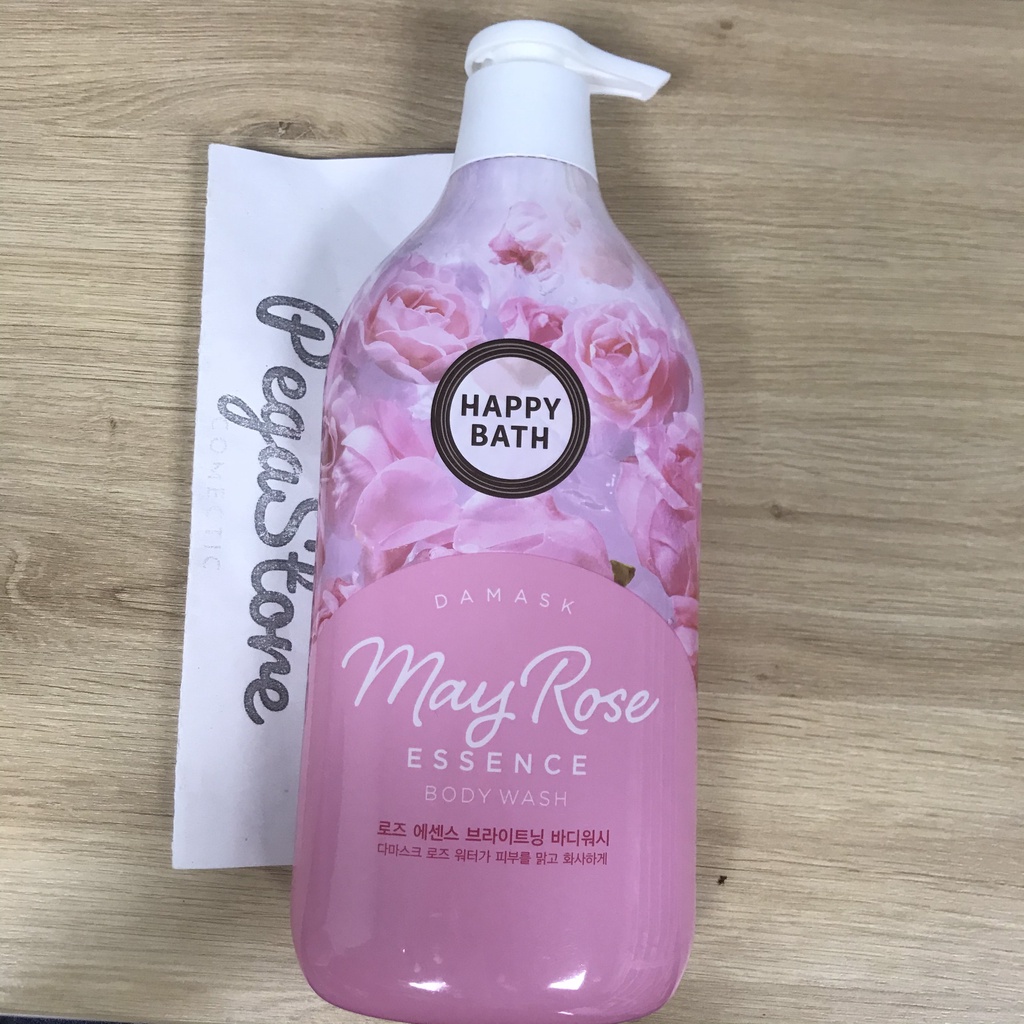 HAPPY
BATH
DAMASK
May Rose
ESSENCE
BODY WASH
로즈 에센스 브라이트닝 바디워시
다마스크 로즈 워터가 피부를 맑고 화사하게
PegaStone
COMECTIC